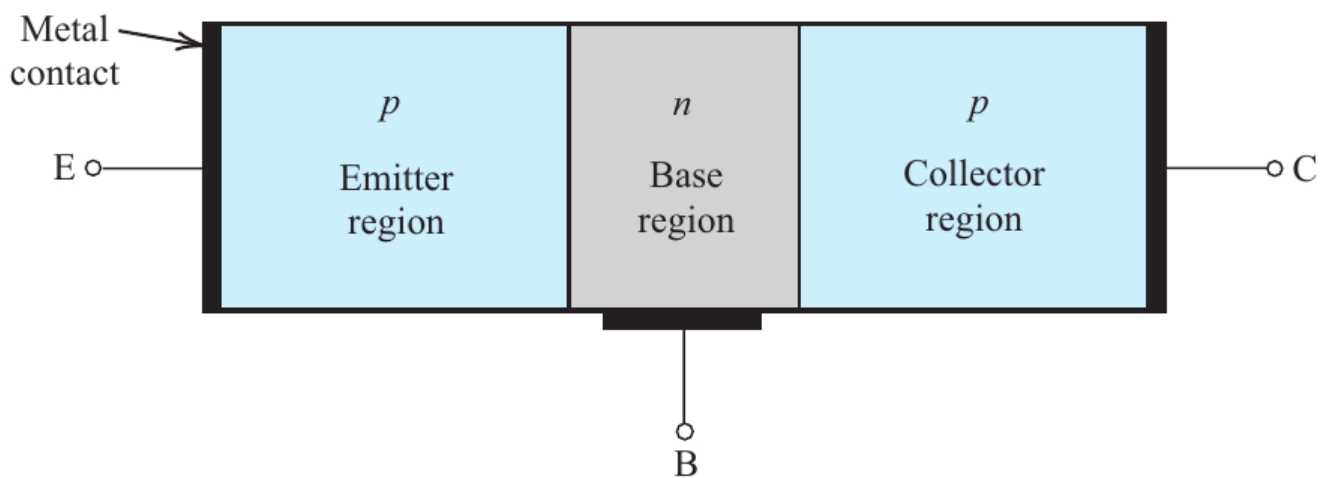 Metal
contact
p
n
p
E
Emitter
region
Base
region
Collector
region
C
B